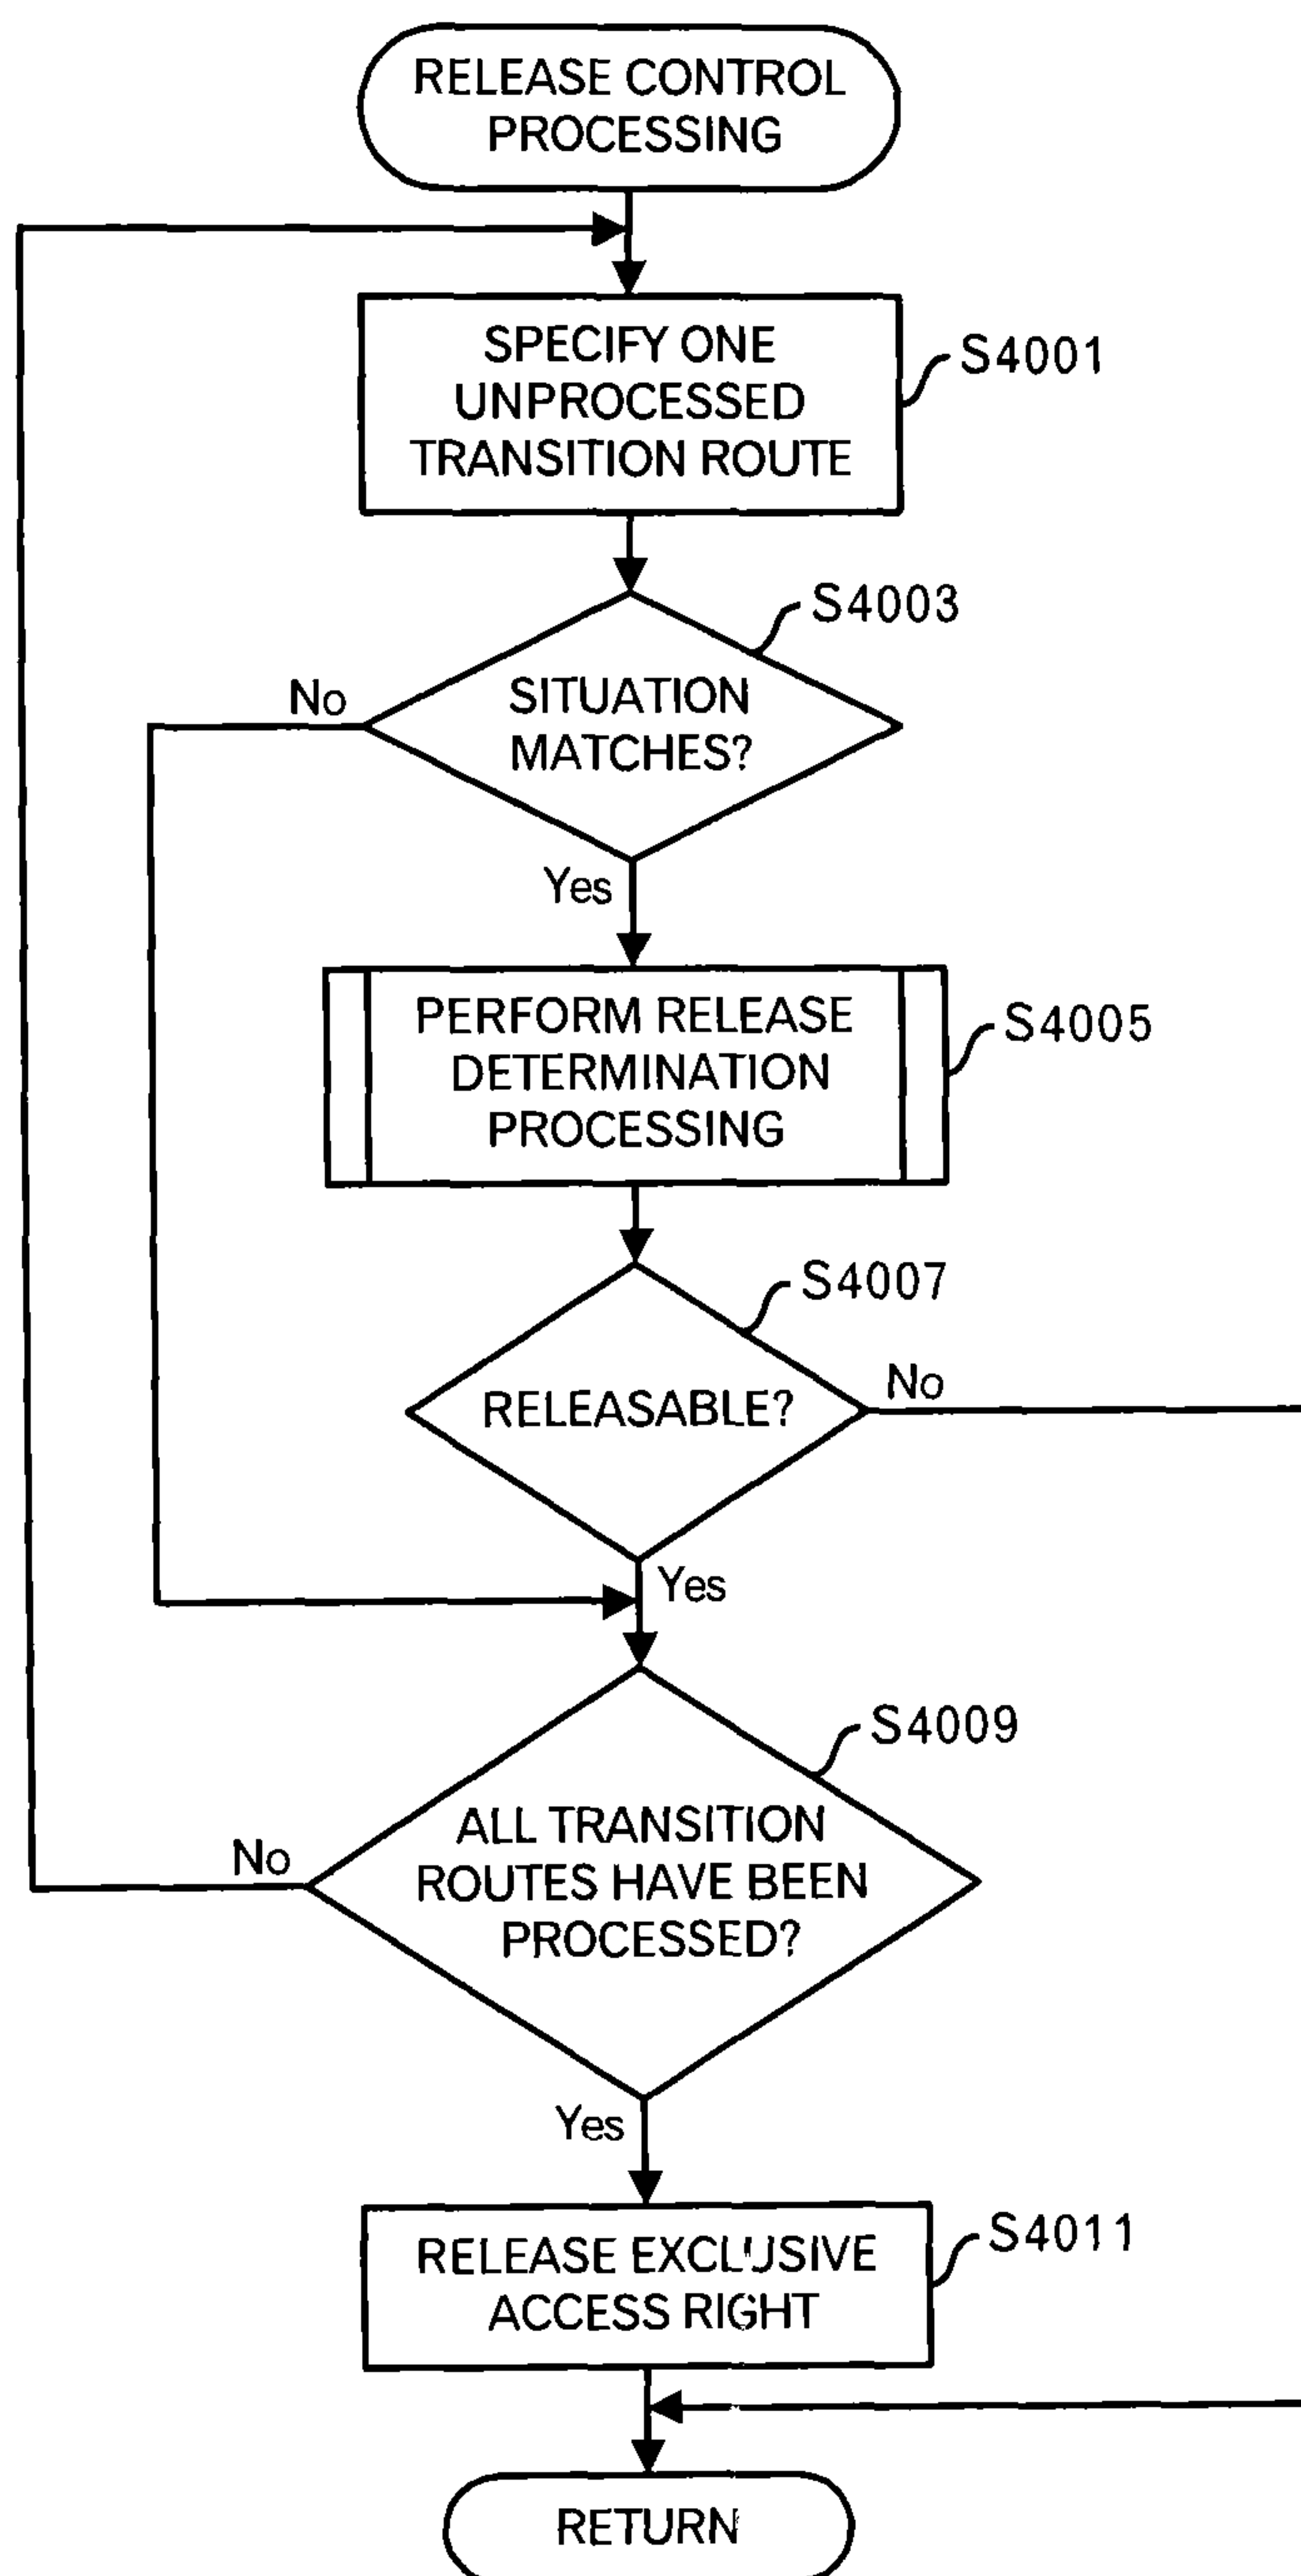 RELEASE CONTROL
PROCESSING
SPECIFY ONE
UNPROCESSED
TRANSITION ROUTE
S4001
S4003
No
SITUATION
MATCHES?
Yes
PERFORM RELEASE
DETERMINATION
PROCESSING
S4005
S4007
RELEASABLE?
No
Yes
S4009
ALL TRANSITION
ROUTES HAVE BEEN
PROCESSED?
No
Yes
RELEASE EXCLUSIVE
ACCESS RIGHT
S4011
RETURN